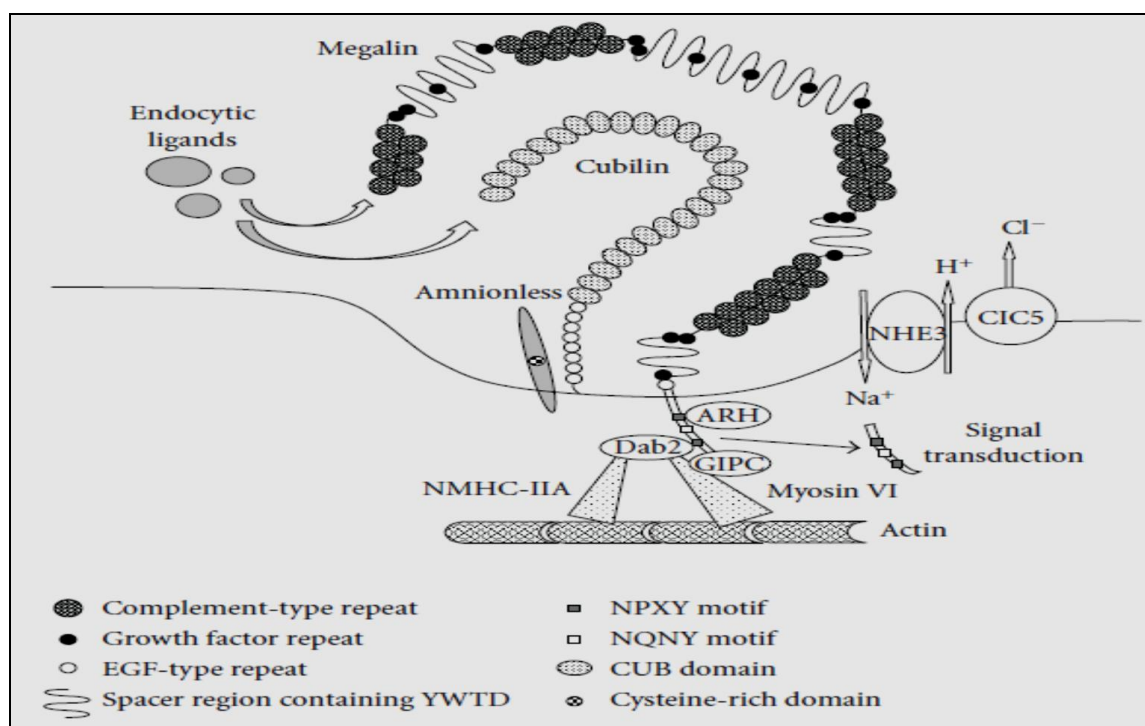 Megalin
Endocytic
ligands
Cubilin
Cl−
H+
Amnionless
NHE3
CIC5
Na+
ARH
Dab2
GIPC
Signal
transduction
NMHC-IIA
Myosin VI
Actin
Complement-type repeat
Growth factor repeat
EGF-type repeat
Spacer region containing YWTD
NPXY motif
NQNY motif
CUB domain
Cysteine-rich domain